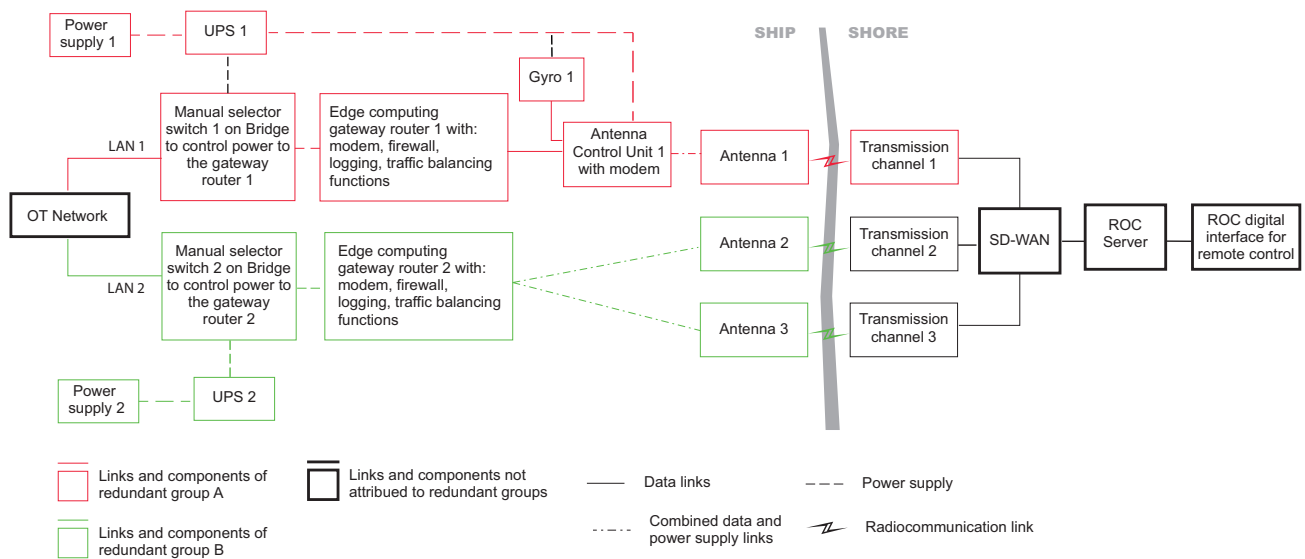 Power
supply 1
UPS 1
SHIP
SHORE
Gyro 1
Manual selector
switch 1 on Bridge
to control power to
the gateway
router 1
Edge computing
gateway router 1 with:
modem, firewall,
logging, traffic balancing
functions
Antenna
Control Unit 1
with modem
Antenna 1
Transmission
channel 1
LAN 1
OT Network
LAN 2
Manual selector
switch 2 on Bridge
to control power to
the gateway
router 2
Edge computing
gateway router 2 with:
modem, firewall,
logging, traffic balancing
functions
Antenna 2
Transmission
channel 2
SD-WAN
ROC
Server
ROC digital
interface for
remote control
Antenna 3
Transmission
channel 3
Power
supply 2
UPS 2
Links and components of
redundant group A
Links and components not
attribued to redundant groups
Data links
Power supply
Links and components of
redundant group B
Combined data and
power supply links
Radiocommunication link